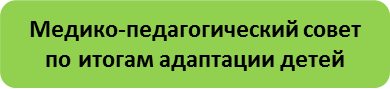 Медико-педагогический совет
по итогам адаптации детей